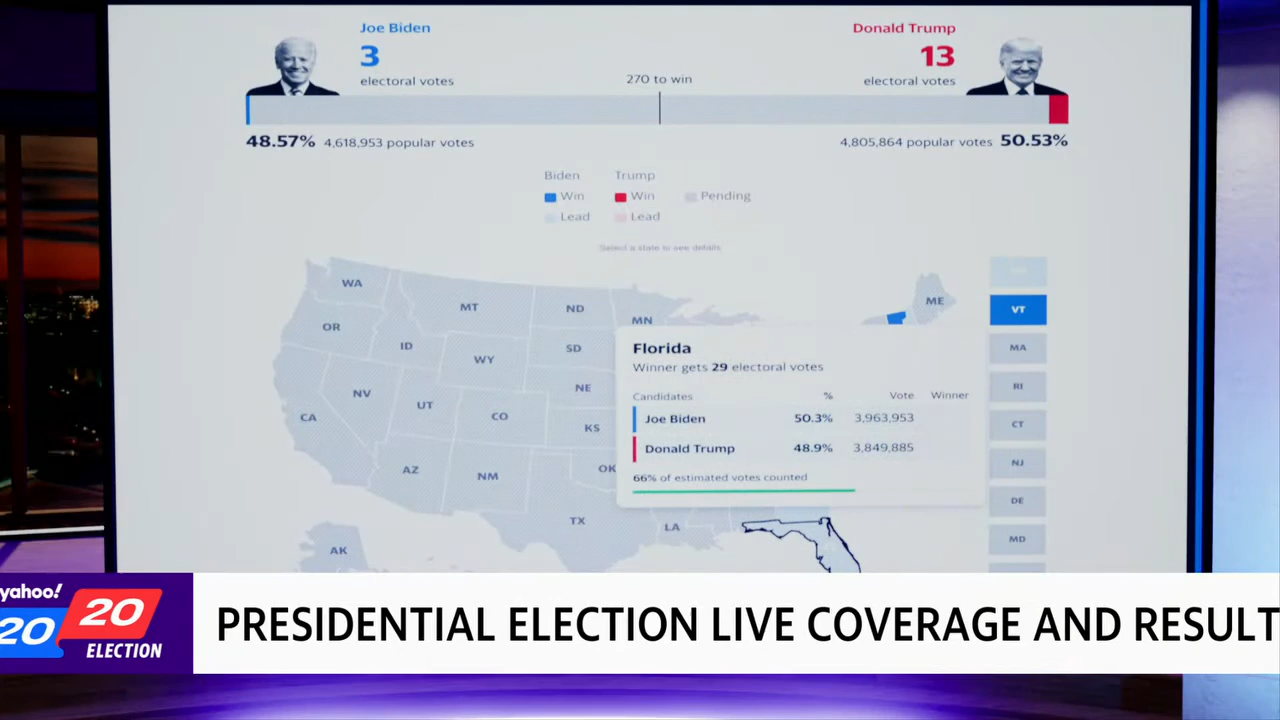 Joe Biden
3
electoral votes
Donald Trump
13
electoral votes
270 to win
48.57% 4,618,953 popular votes
4,805,864 popular votes 50.53%
Biden Trump
Win Win Pending
Lead Lead
Select a state to see details
WA
MT
ND
MN
ME
OR
ID
WY
SD
NV
UT
CO
NE
CA
KS
AZ
NM
OK
TX
LA
AK
VT
MA
RI
CT
NJ
DE
MD
Florida
Winner gets 29 electoral votes
Candidates % Vote Winner
Joe Biden 50.3% 3,963,953
Donald Trump 48.9% 3,849,885
66% of estimated votes counted
yahoo!
20
20
ELECTION
PRESIDENTIAL ELECTION LIVE COVERAGE AND RESULT